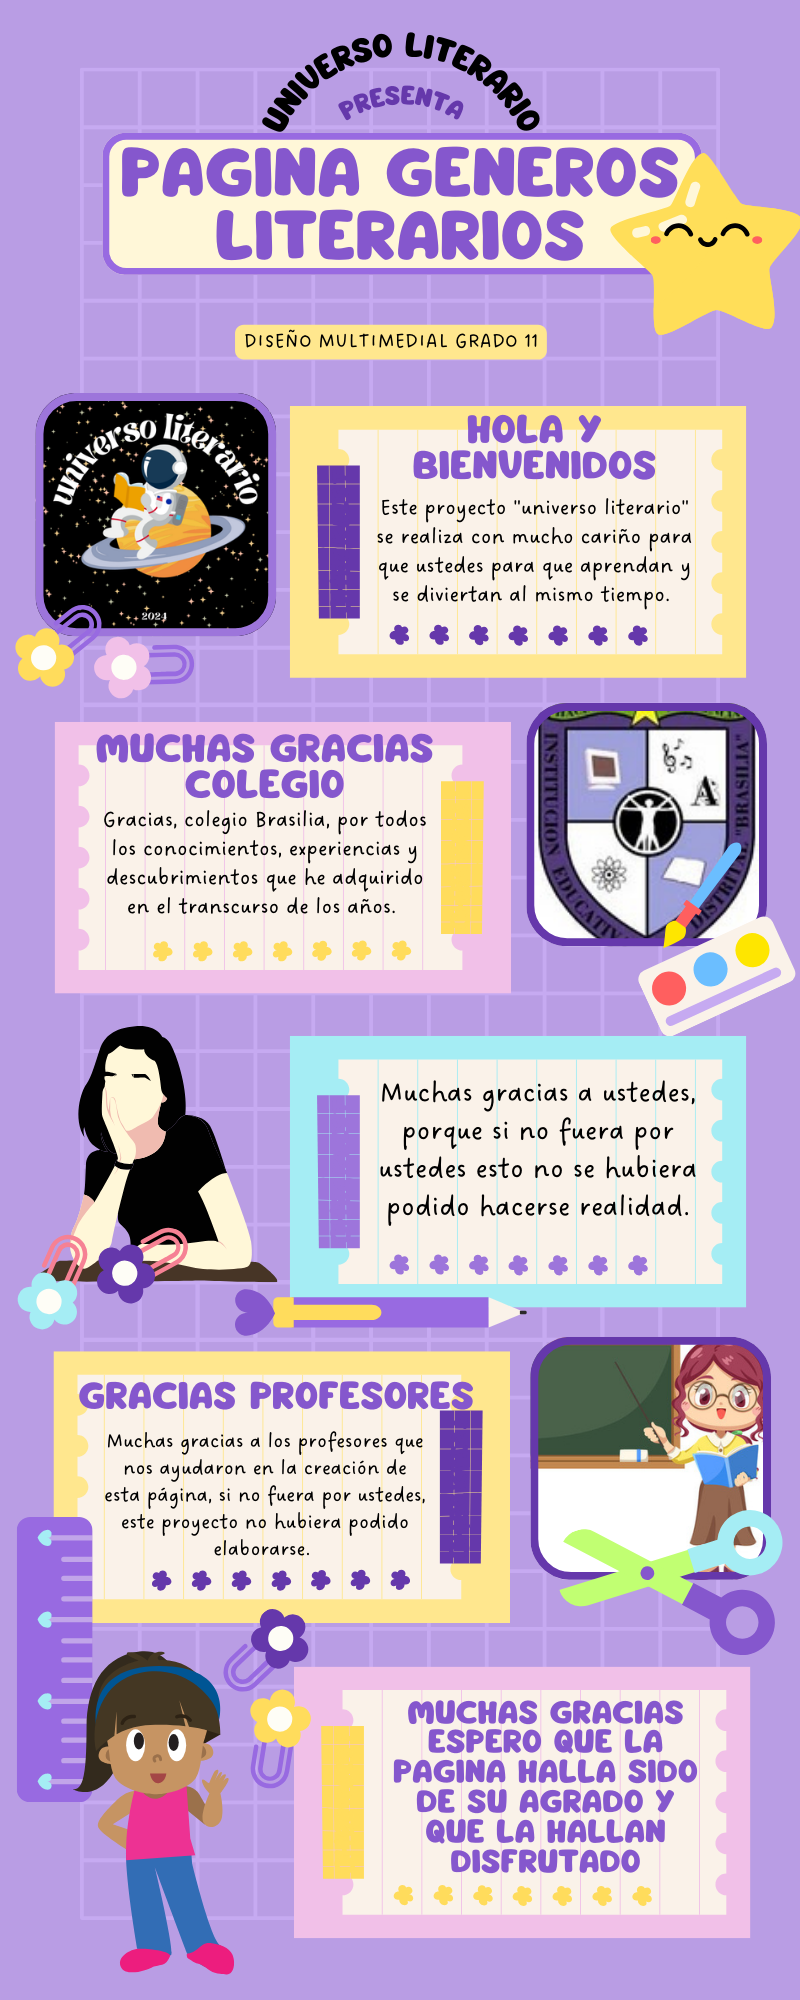 UNIVERSO LITERARIO
PRESENTA
PAGINA GENEROS
LITERARIOS
DISEÑO MULTIMEDIAL GRADO 11
universo literario
2024
HOLA Y
BIENVENIDOS
Este proyecto "universo literario"
se realiza con mucho cariño para
que ustedes para que aprendan y
se diviertan al mismo tiempo.
MUCHAS GRACIAS
COLEGIO
Gracias, colegio Brasilia, por todos
los conocimientos, experiencias y
descubrimientos que he adquirido
en el transcurso de los años.
INSTITUCION
DISTRITAL "BRASILIA"
A
Muchas gracias a ustedes,
porque si no fuera por
ustedes esto no se hubiera
podido hacerse realidad.
GRACIAS PROFESORES
Muchas gracias a los profesores que
nos ayudaron en la creación de
esta página, si no fuera por ustedes,
este proyecto no hubiera podido
elaborarse.
MUCHAS GRACIAS
ESPERO QUE LA
PAGINA HALLA SIDO
DE SU AGRADO Y
QUE LA HALLAN
DISFRUTADO